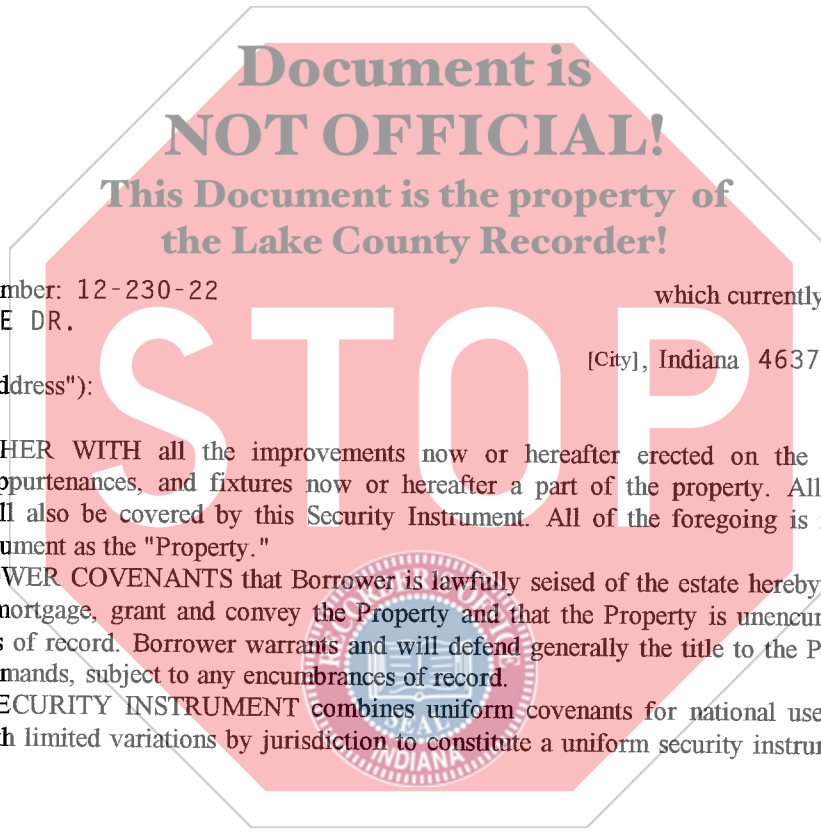 Document is
NOT OFFICIAL!
This Document is the property of
the Lake County Recorder!
mber: 12-230-22 which currently
E DR.
[City], Indiana 4637
ddress"):
STOP
HER WITH all the improvements now or hereafter erected on the
ppurtenances, and fixtures now or hereafter a part of the property. All
ll also be covered by this Security Instrument. All of the foregoing is
ument as the "Property."
WER COVENANTS that Borrower is lawfully seised of the estate hereby
mortgage, grant and convey the Property and that the Property is unencum
s of record. Borrower warrants and will defend generally the title to the P
mands, subject to any encumbrances of record.
ECURITY INSTRUMENT combines uniform covenants for national use
h limited variations by jurisdiction to constitute a uniform security instrum
RECORDER OF THE
SEAL
INDIANA